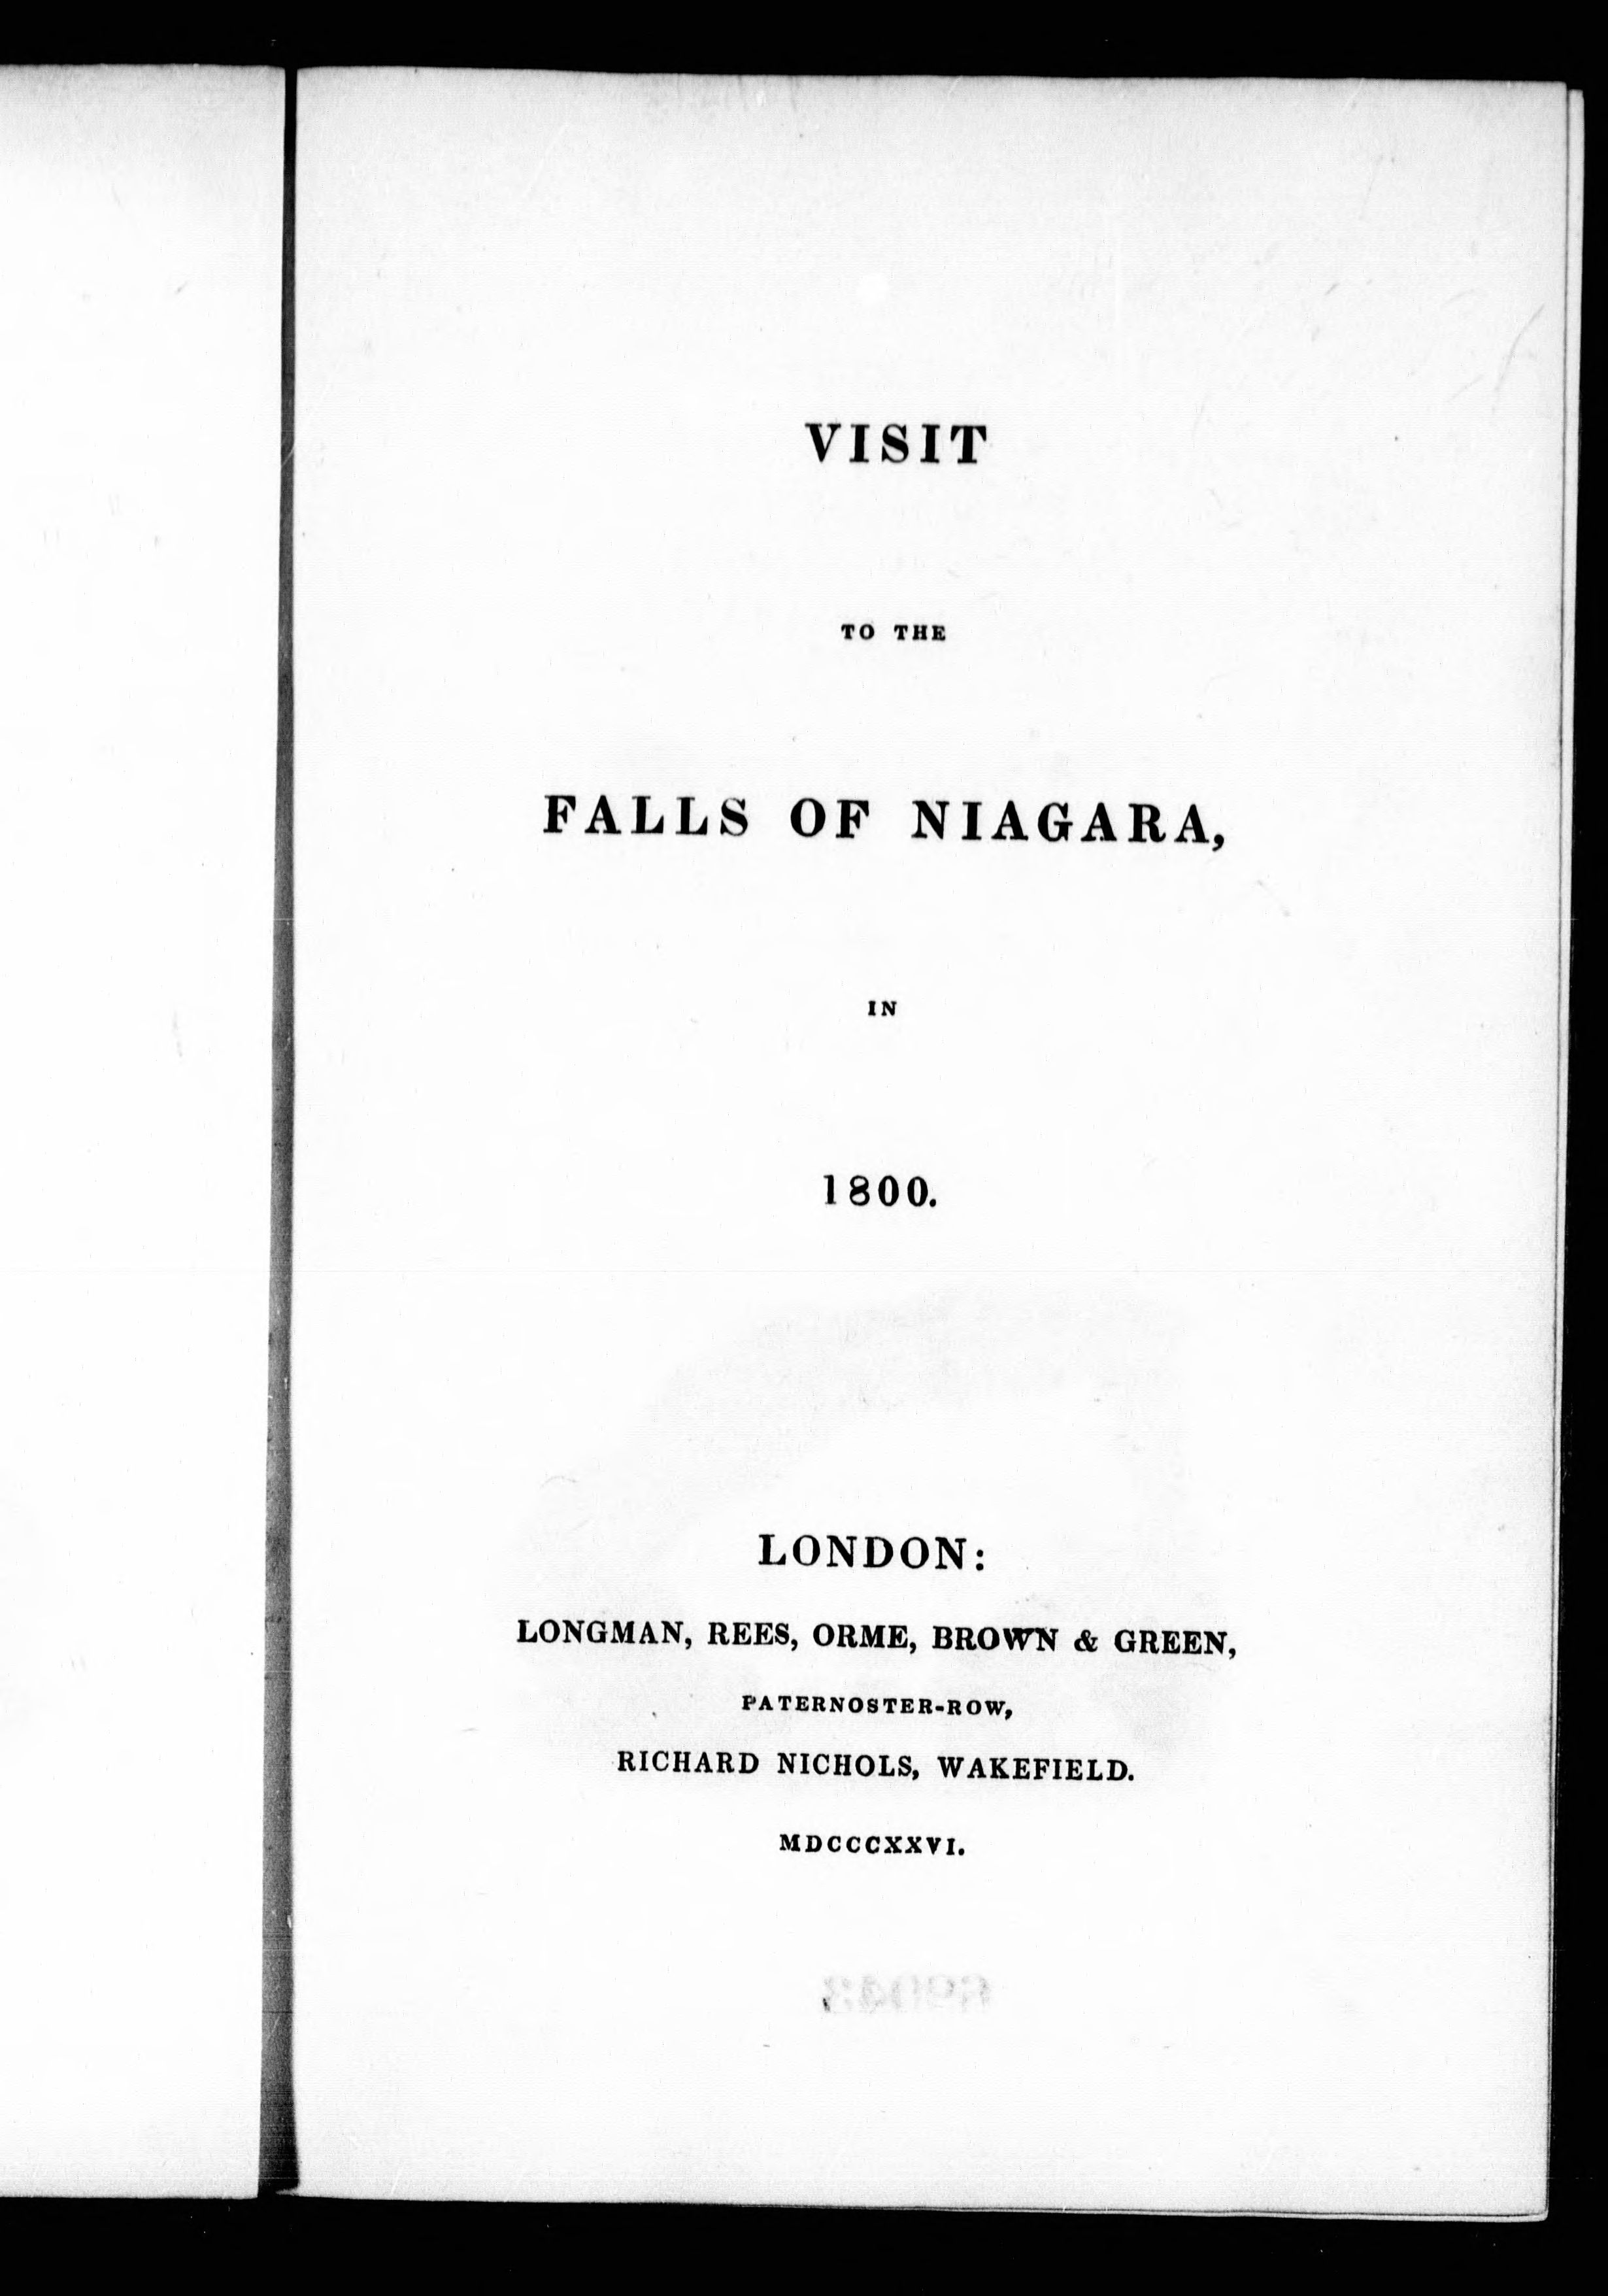 VISIT
TO THE
FALLS OF NIAGARA,
IN
1800.
LONDON:
LONGMAN, REES, ORME, BROWN & GREEN,
PATERNOSTER-ROW,
RICHARD NICHOLS, WAKEFIELD.
MDCCCXXVI.